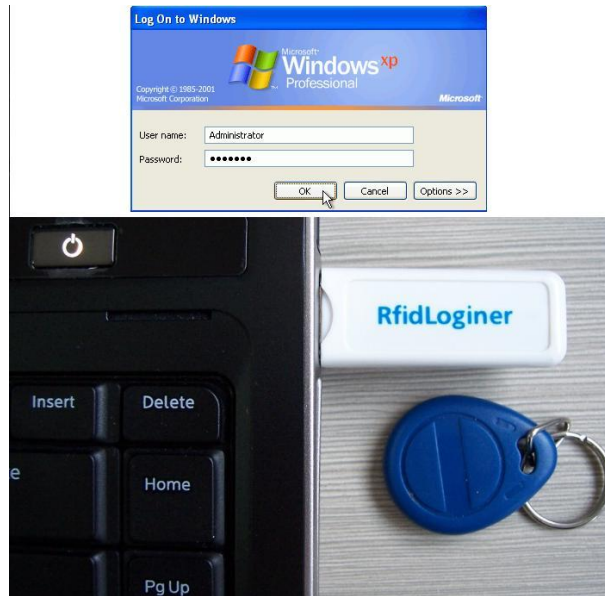 Log On to Windows
Microsoft®
Windows xp
Professional
Copyright © 1985-2001
Microsoft Corporation
Microsoft
User name: Administrator
Password: •••••••
OK Cancel Options >>
RfidLoginer
Insert Delete
e Home
Pg Up